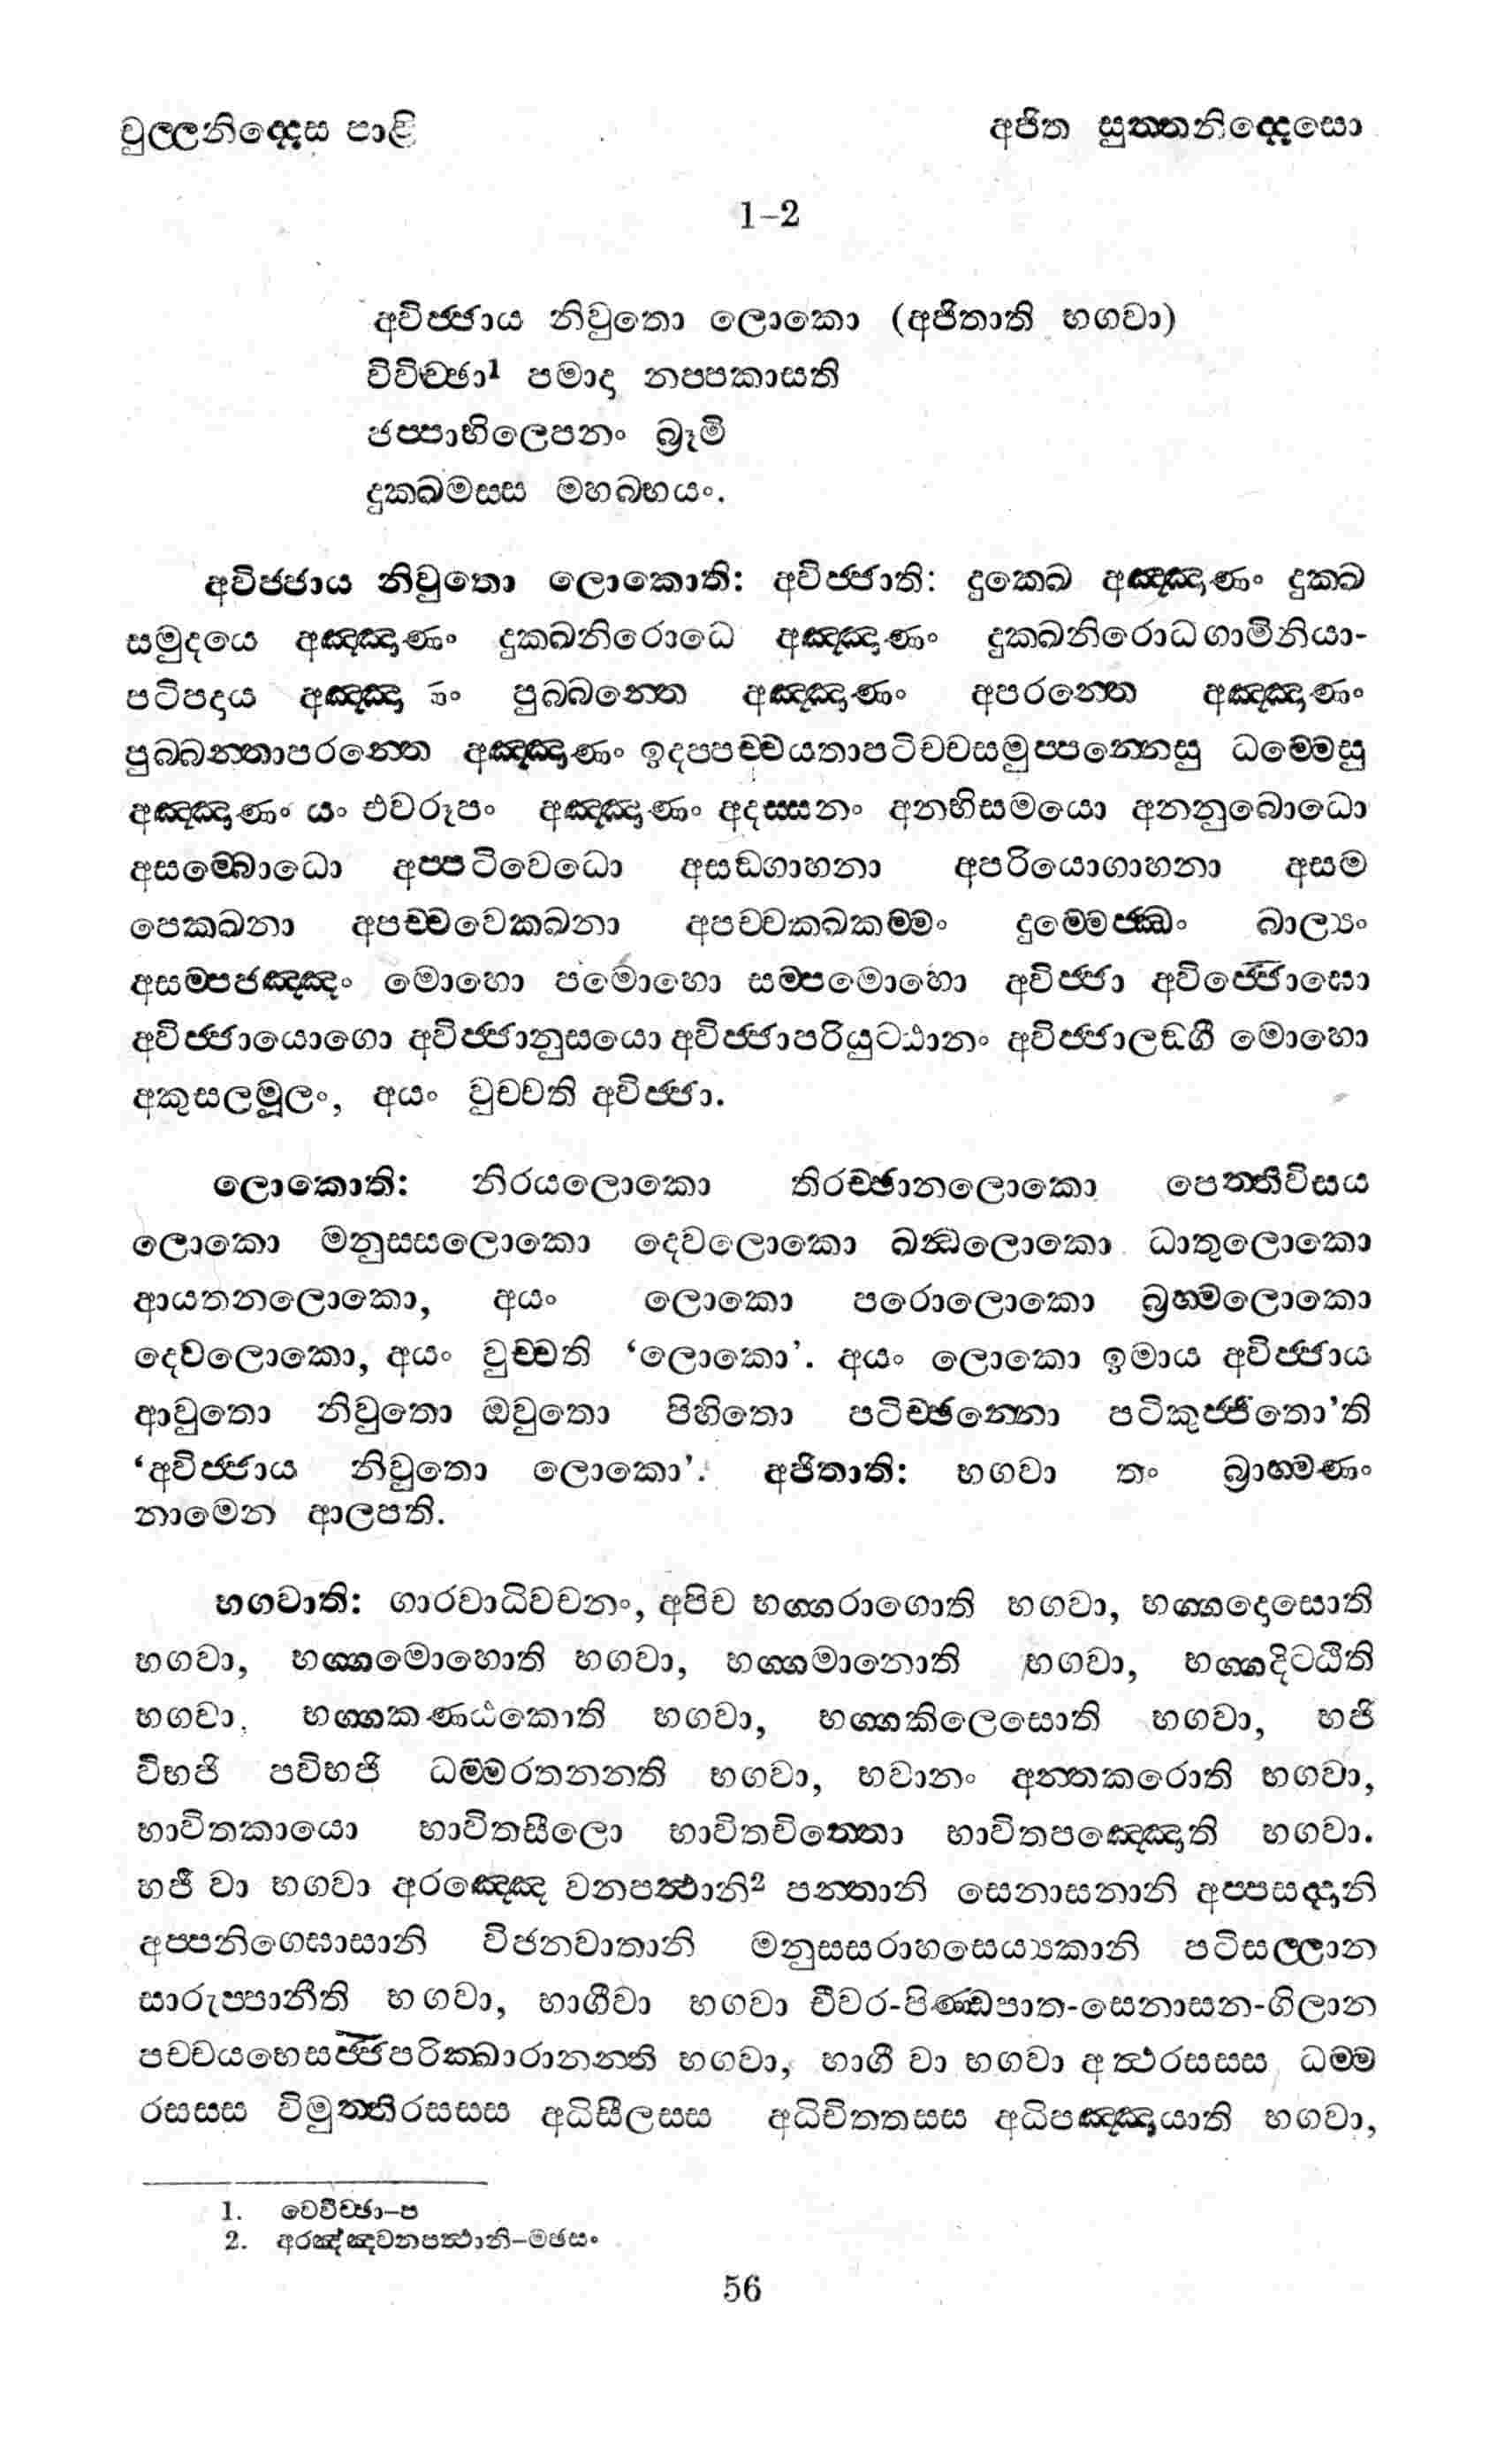 චුල්ලනිද්දෙස පාළි
අජිත සුත්තනිද්දෙසො
1-2
අවිජ්ජාය නිවුතො ලොකො (අජිතාති භගවා)
විවිච්ඡා1 පමාදා නප්පකාසති
ජප්පාභිලෙපනං බ්‍රූමි
දුක්ඛමස්ස මහබ්භයං.
අවිජ්ජාය නිවුතො ලොකොති: අවිජ්ජාති: දුක්ඛෙ අඤ්ඤාණං දුක්ඛ
සමුදයෙ අඤ්ඤාණං දුක්ඛනිරොධෙ අඤ්ඤාණං දුක්ඛනිරොධගාමිනියා-
පටිපදාය පුබ්බන්තෙ අඤ්ඤාණං අපරන්තෙ අඤ්ඤාණං
පුබ්බන්තාපරන්තෙ අඤ්ඤාණං ඉදප්පච්චයතාපටිච්චසමුප්පන්නෙසු ධම්මෙසු
අඤ්ඤාණං යං එවරූපං අඤ්ඤාණං අදස්සනං අනභිසමයො අනනුබොධො
අසම්බොධො අප්පටිවෙධො අසඞ්ගාහනා අපරියොගාහනා අසම
පෙක්ඛනා අපච්චවෙක්ඛනා අපච්චක්ඛකම්මං දුම්මෙජ්ඣං බාල්‍යං
අසම්පජඤ්ඤං මොහො පමොහො සම්පමොහො අවිජ්ජා අවිජ්ජොඝො
අවිජ්ජායොගො අවිජ්ජානුසයො අවිජ්ජාපරියුට්ඨානං අවිජ්ජාලඞ්ගී මොහො
අකුසලමූලං, අයං වුච්චති අවිජ්ජා.
ලොකොති: නිරයලොකො තිරච්ඡානලොකො පෙත්තිවිසය
ලොකො මනුස්සලොකො දෙවලොකො ඛන්ධලොකො ධාතුලොකො
ආයතනලොකො, අයං ලොකො පරොලොකො බ්‍රහ්මලොකො
දෙවලොකො, අයං වුච්චති ‘ලොකො’. අයං ලොකො ඉමාය අවිජ්ජාය
ආවුතො නිවුතො ඔවුතො පිහිතො පටිච්ඡන්නො පටිකුජ්ජිතො’ති
‘අවිජ්ජාය නිවුතො ලොකො’. අජිතාති: භගවා තං බ්‍රාහ්මණං
නාමෙන ආලපති.
භගවාති: ගාරවාධිවචනං, අපිච භග්ගරාගොති භගවා, භග්ගදොසොති
භගවා, භග්ගමොහොති භගවා, භග්ගමානොති භගවා, භග්ගදිට්ඨීති
භගවා, භග්ගකණ්ඨකොති භගවා, භග්ගකිලෙසොති භගවා, භජි
විභජි පවිභජි ධම්මරතනන්ති භගවා, භවානං අන්තකරොති භගවා,
භාවිතකායො භාවිතසීලො භාවිතචිත්තො භාවිතපඤ්ඤොති භගවා.
භජී වා භගවා අරඤ්ඤෙ වනපත්ථානි2 පන්තානි සෙනාසනානි අප්පසද්දානි
අප්පනිග්ඝොසානි විජනවාතානි මනුස්සරාහසෙය්‍යකානි පටිසල්ලාන
සාරුප්පානීති භගවා, භාගීවා භගවා චීවර-පිණ්ඩපාත-සෙනාසන-ගිලාන
පච්චයභෙසජ්ජපරික්ඛාරානන්ති භගවා, භාගී වා භගවා අත්ථරසස්ස ධම්ම
රසස්ස විමුත්තිරසස්ස අධිසීලස්ස අධිචිත්තස්ස අධිපඤ්ඤායාති භගවා,
1. වෙවිච්ඡා-ප
2. අරඤ්ඤවනපත්ථානි-මඡසං
56